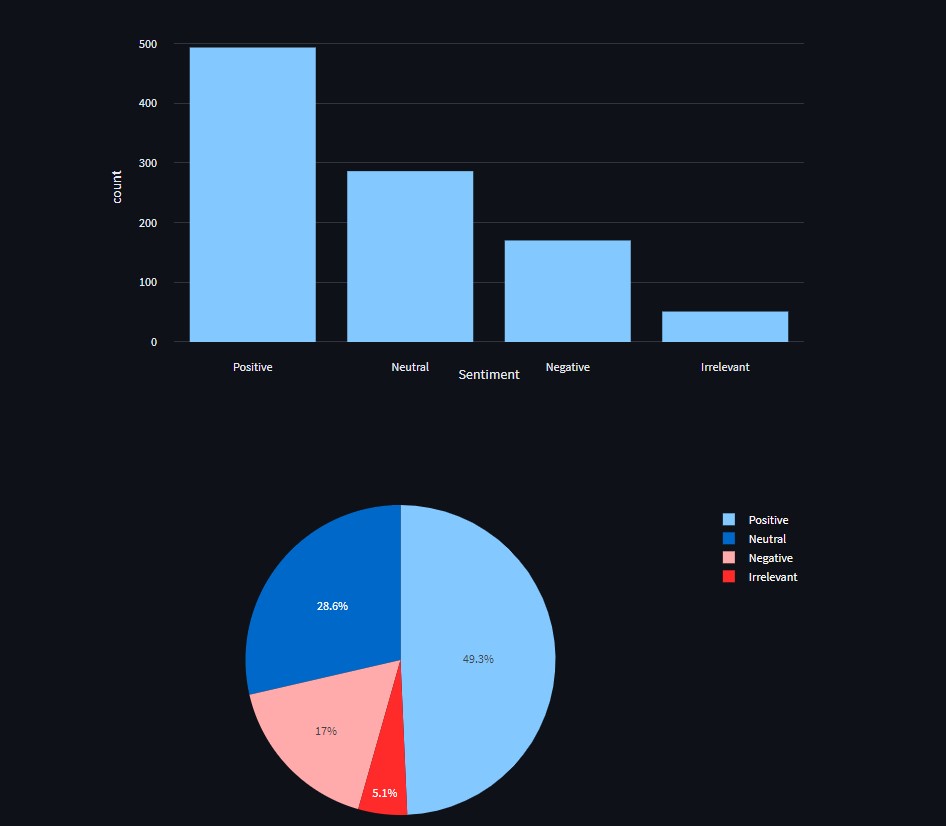 500
400
300
200
100
0
count
Positive
Neutral
Negative
Irrelevant
Sentiment
Positive
Neutral
Negative
Irrelevant
28.6%
49.3%
17%
5.1%